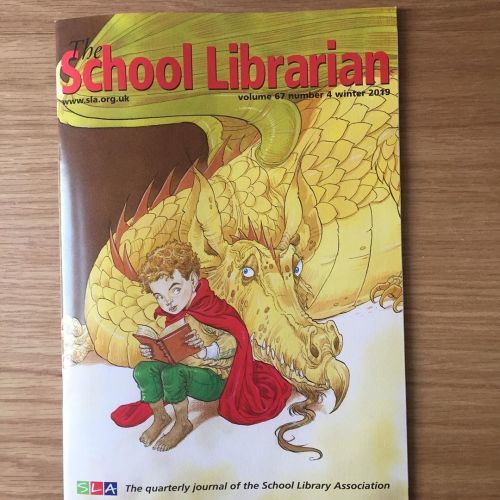 The
School Librarian
www.sla.org.uk
volume 67 number 4 winter 2019
SLA
The quarterly journal of the School Library Association